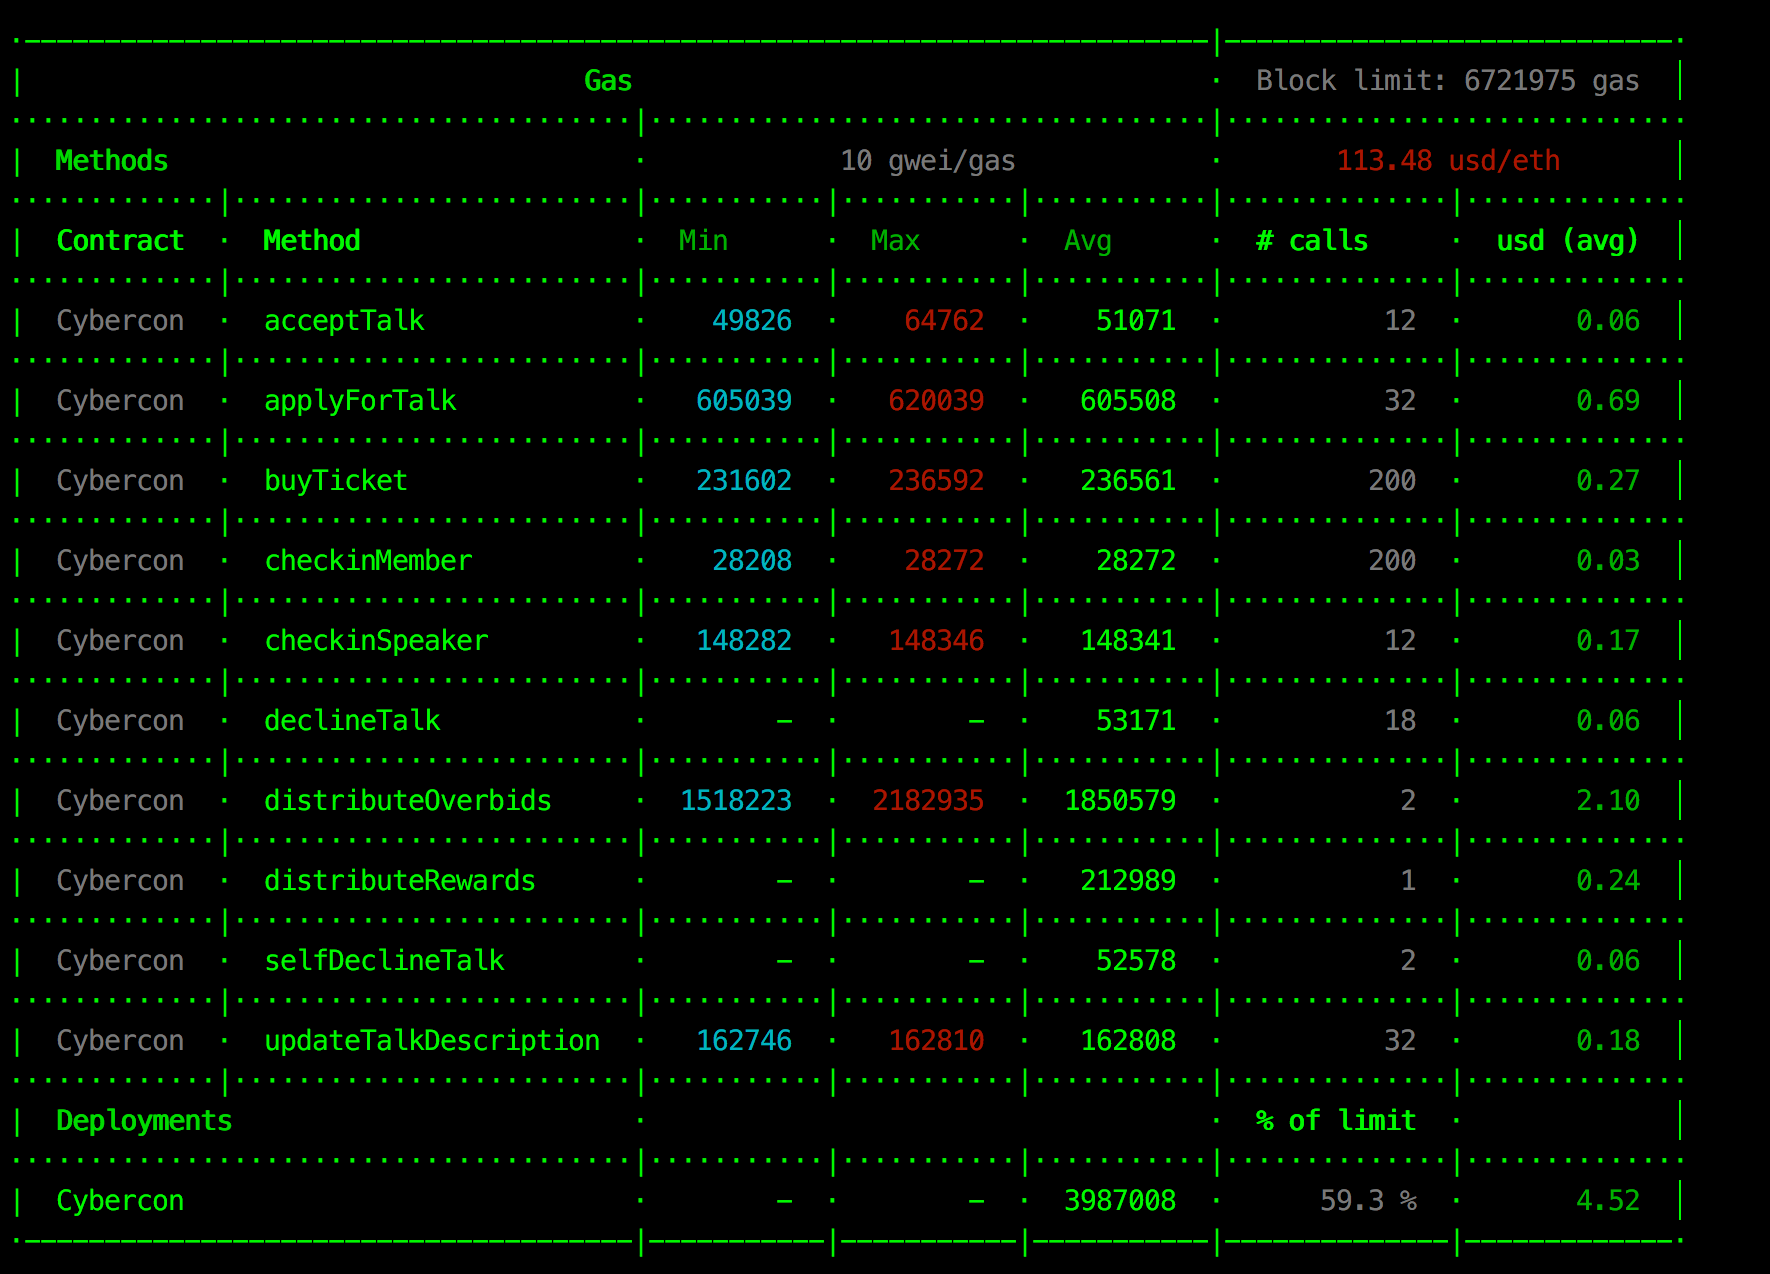 Gas Block limit: 6721975 gas
Methods 10 gwei/gas 113.48 usd/eth
Contract Method Min Max Avg # calls usd (avg)
Cybercon acceptTalk 49826 64762 51071 12 0.06
Cybercon applyForTalk 605039 620039 605508 32 0.69
Cybercon buyTicket 231602 236592 236561 200 0.27
Cybercon checkinMember 28208 28272 28272 200 0.03
Cybercon checkinSpeaker 148282 148346 148341 12 0.17
Cybercon declineTalk - - 53171 18 0.06
Cybercon distributeOverbids 1518223 2182935 1850579 2 2.10
Cybercon distributeRewards - - 212989 1 0.24
Cybercon selfDeclineTalk - - 52578 2 0.06
Cybercon updateTalkDescription 162746 162810 162808 32 0.18
Deployments % of limit
Cybercon - - 3987008 59.3 % 4.52